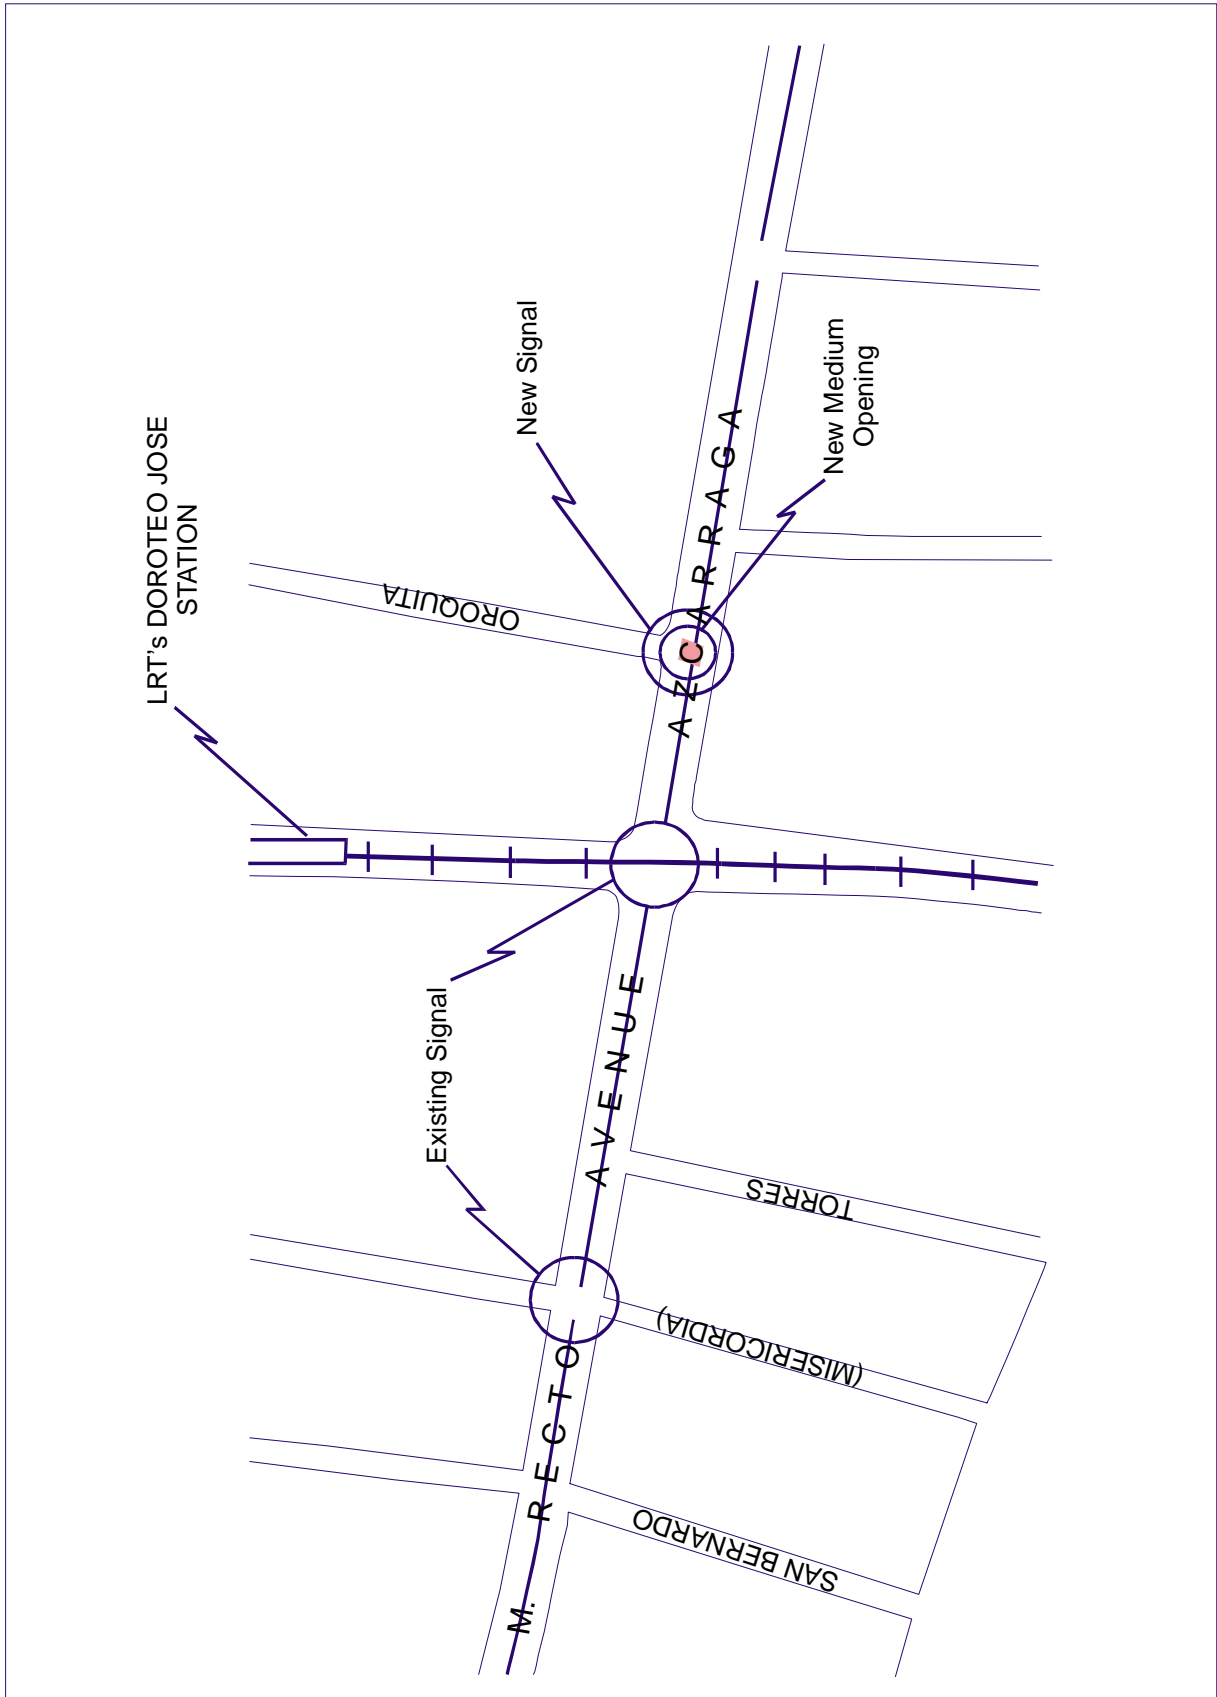 LRT's DOROTEO JOSE
STATION
New Signal
OROQUITA
New Medium
Opening
Existing Signal
M. RECTO AVENUE AZCARRAGA
TORRES
(MISERICORDIA)
SAN BERNARDO